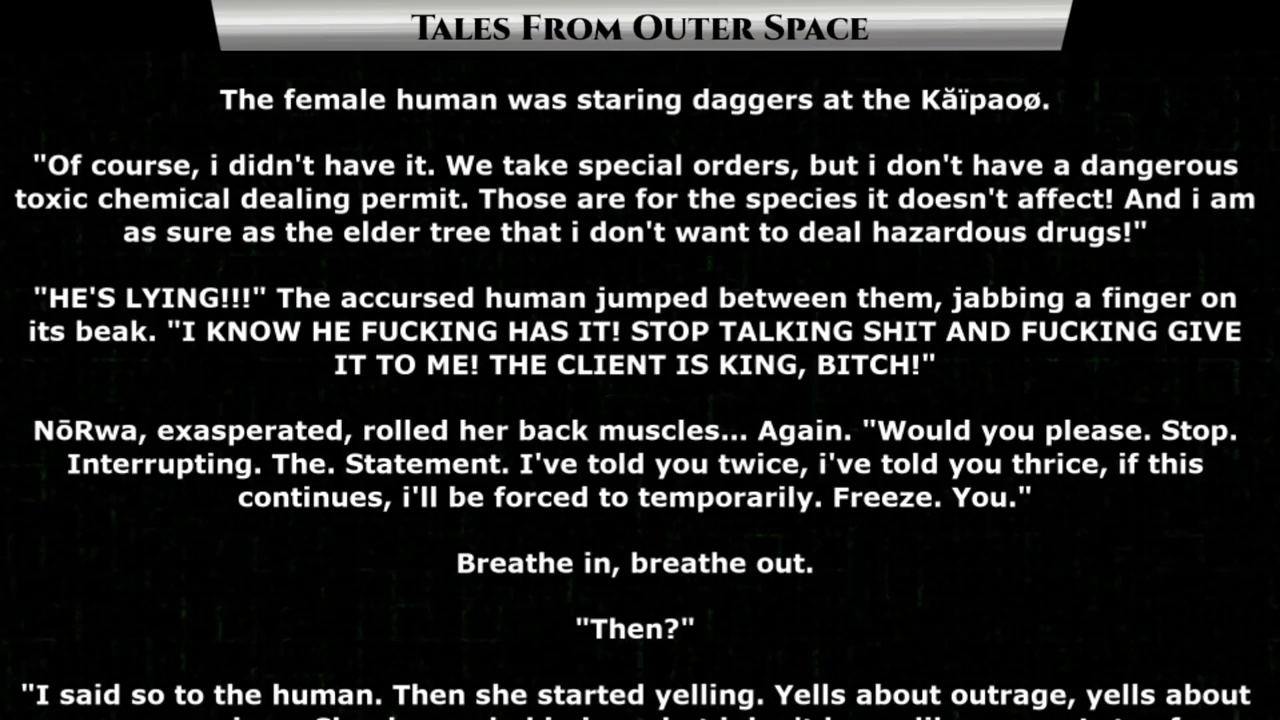 Tales From Outer Space
The female human was staring daggers at the Kăïpaoø.
"Of course, i didn't have it. We take special orders, but i don't have a dangerous
toxic chemical dealing permit. Those are for the species it doesn't affect! And i am
as sure as the elder tree that i don't want to deal hazardous drugs!"
"HE'S LYING!!!" The accursed human jumped between them, jabbing a finger on
its beak. "I KNOW HE FUCKING HAS IT! STOP TALKING SHIT AND FUCKING GIVE
IT TO ME! THE CLIENT IS KING, BITCH!"
NōRwa, exasperated, rolled her back muscles... Again. "Would you please. Stop.
Interrupting. The. Statement. I've told you twice, i've told you thrice, if this
continues, i'll be forced to temporarily. Freeze. You."
Breathe in, breathe out.
"Then?"
"I said so to the human. Then she started yelling. Yells about outrage, yells about